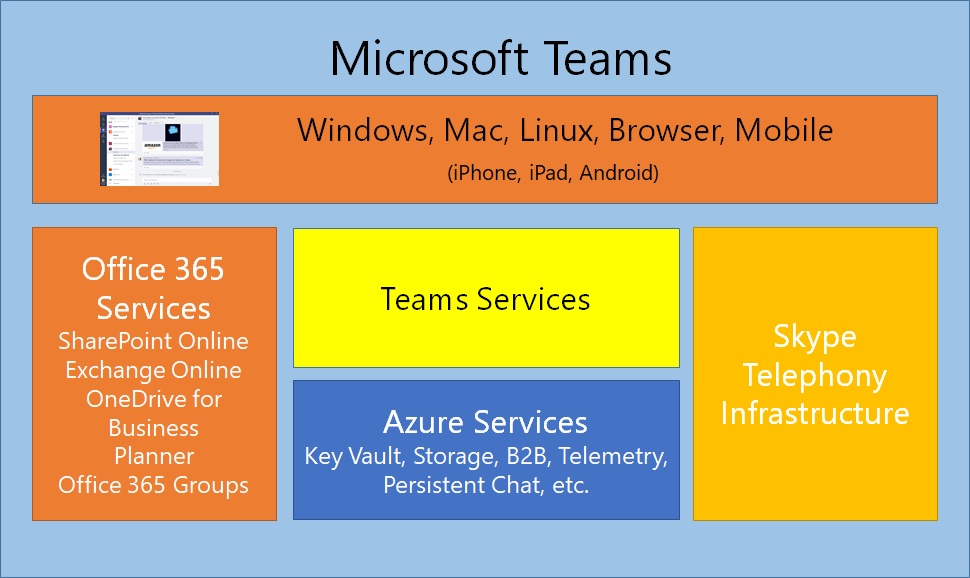 Microsoft Teams
Windows, Mac, Linux, Browser, Mobile
(iPhone, iPad, Android)
amazon
Office 365
Services
SharePoint Online
Exchange Online
OneDrive for
Business
Planner
Office 365 Groups
Teams Services
Azure Services
Key Vault, Storage, B2B, Telemetry,
Persistent Chat, etc.
Skype
Telephony
Infrastructure